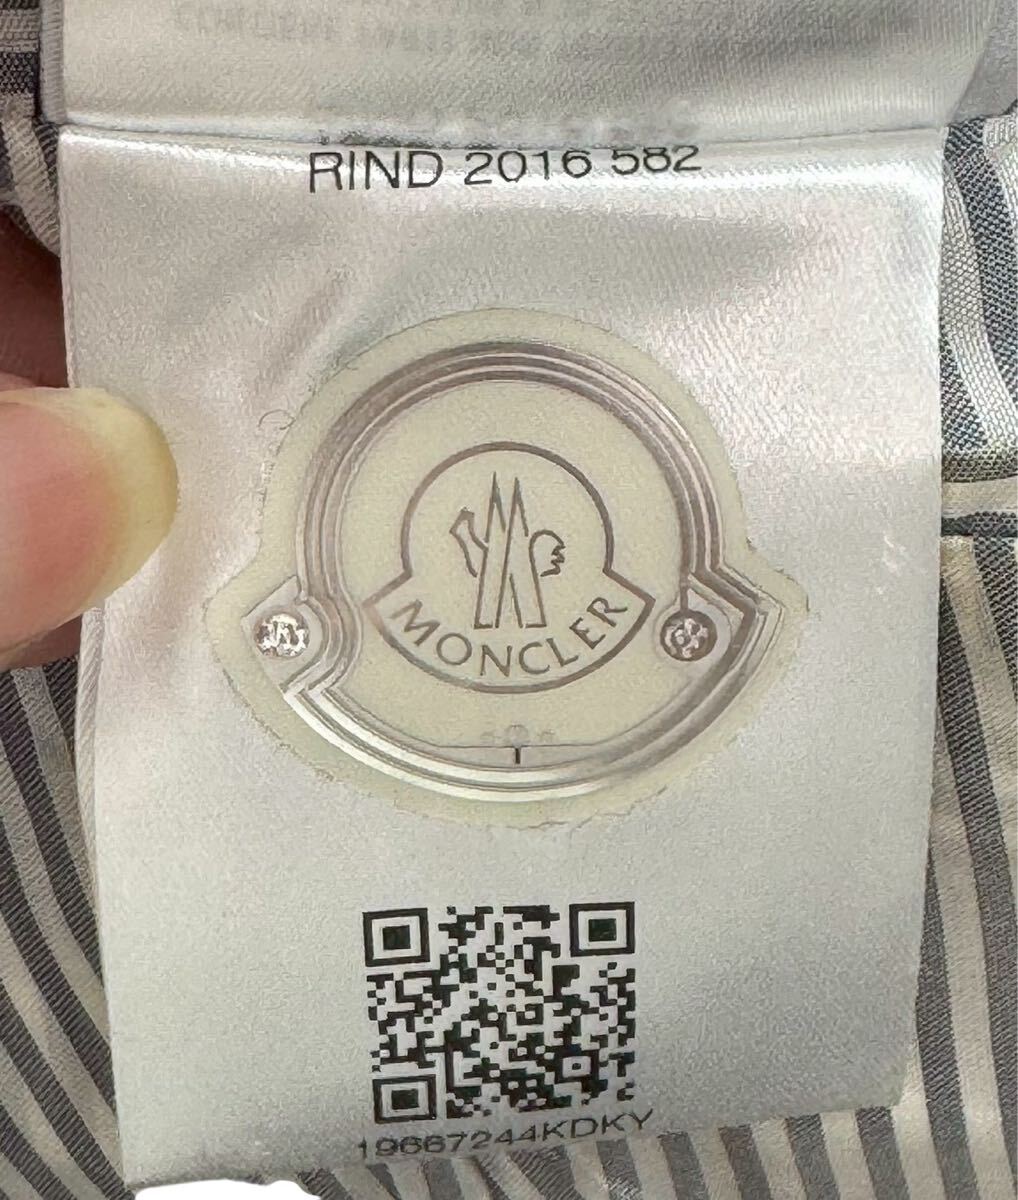 RIND 2016 582
MONCLER
19667244KDKY